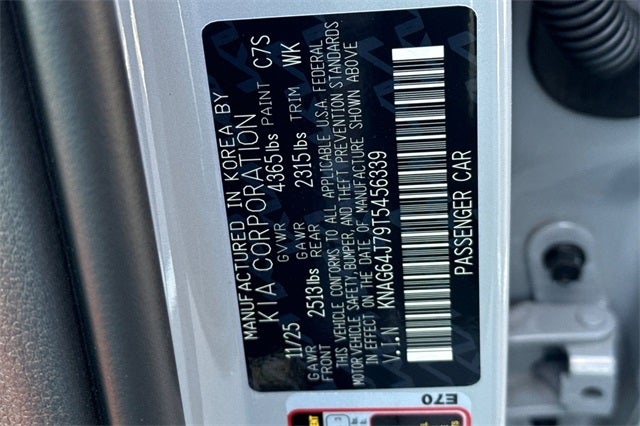 MANUFACTURED IN KOREA BY
KIA CORPORATION
11/25 GVWR 4365lbs PAINT C7S
GAWR FRONT 2513lbs GAWR REAR 2315lbs TRIM WK
THIS VEHICLE CONFORMS TO ALL APPLICABLE U.S.A. FEDERAL
MOTOR VEHICLE SAFETY, BUMPER, AND THEFT PREVENTION STANDARDS
IN EFFECT ON THE DATE OF MANUFACTURE SHOWN ABOVE
V.I.N KNAG64J79T5456339
PASSENGER CAR
E70